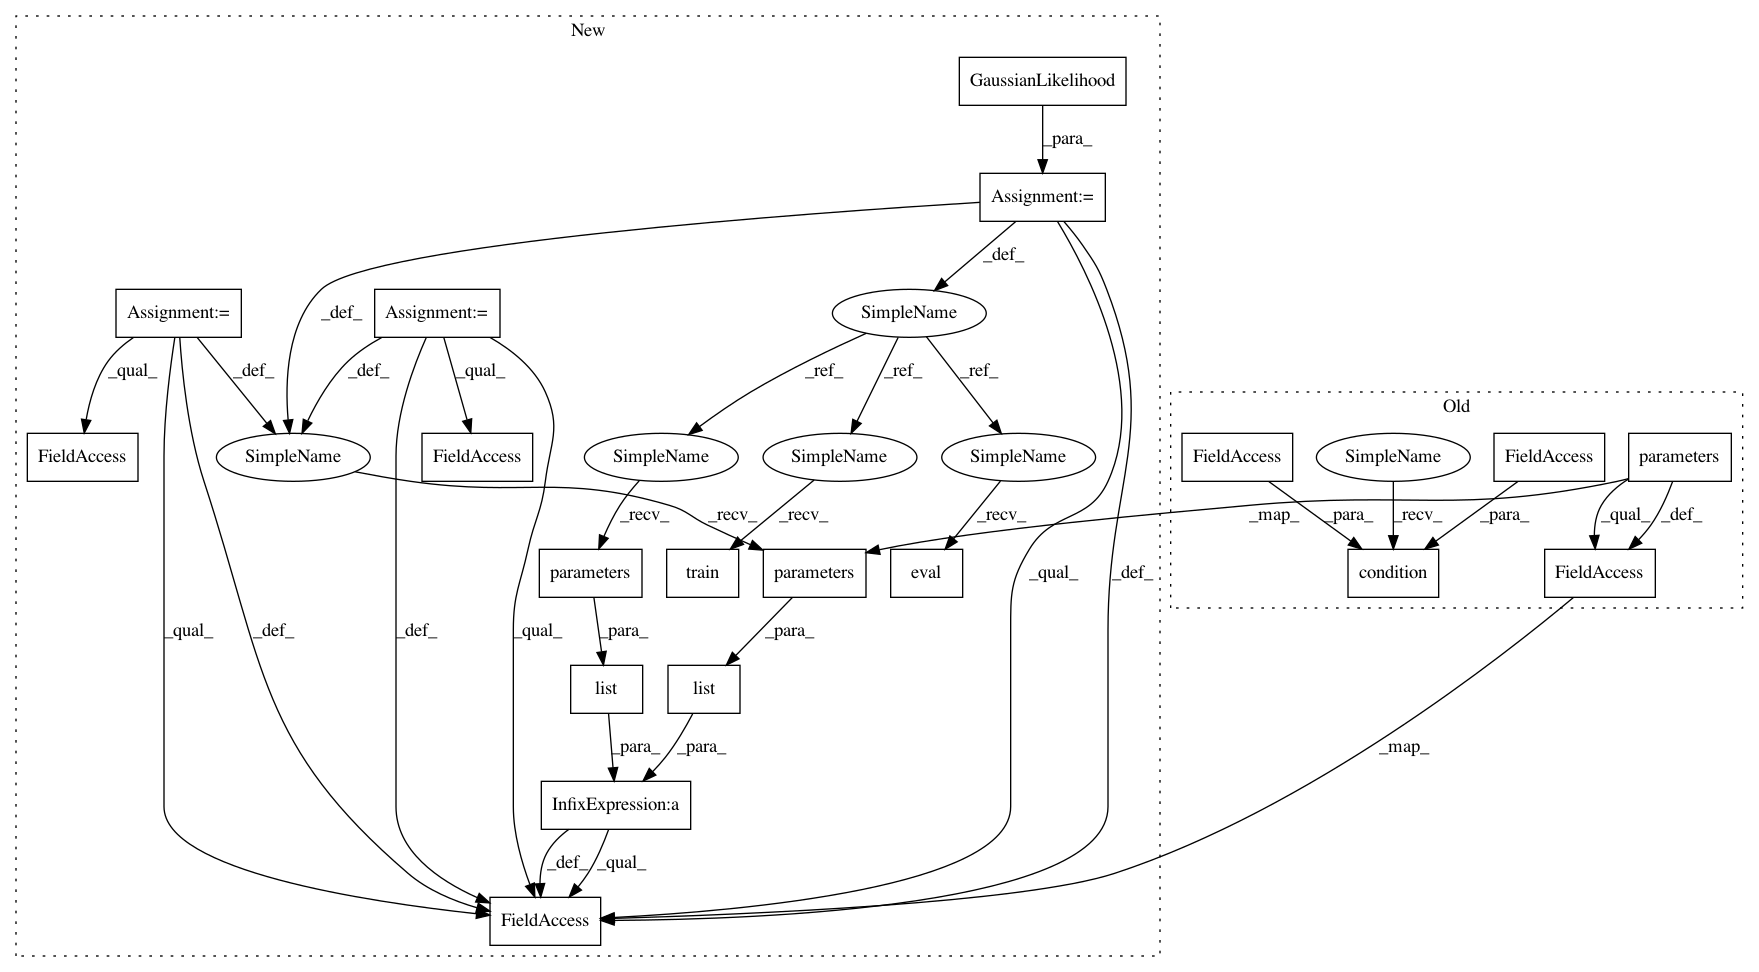 New
GaussianLikelihood
_para_
Assignment:=
_def_
Assignment:=
Assignment:=
SimpleName
_def_
_qual_
_def_
_def_
_qual_
_ref_
_ref_
_ref_
Old
FieldAccess
SimpleName
FieldAccess
SimpleName
SimpleName
SimpleName
FieldAccess
SimpleName
FieldAccess
parameters
_recv_
_recv_
_recv_
_recv_
_map_
_para_
_recv_
_para_
_qual_
_def_
parameters
train
parameters
eval
_qual_
_def_
condition
FieldAccess
_qual_
_def_
_def_
_qual_
_para_
_para_
list
list
_para_
_para_
_map_
InfixExpression:a
_def_
_qual_
FieldAccess